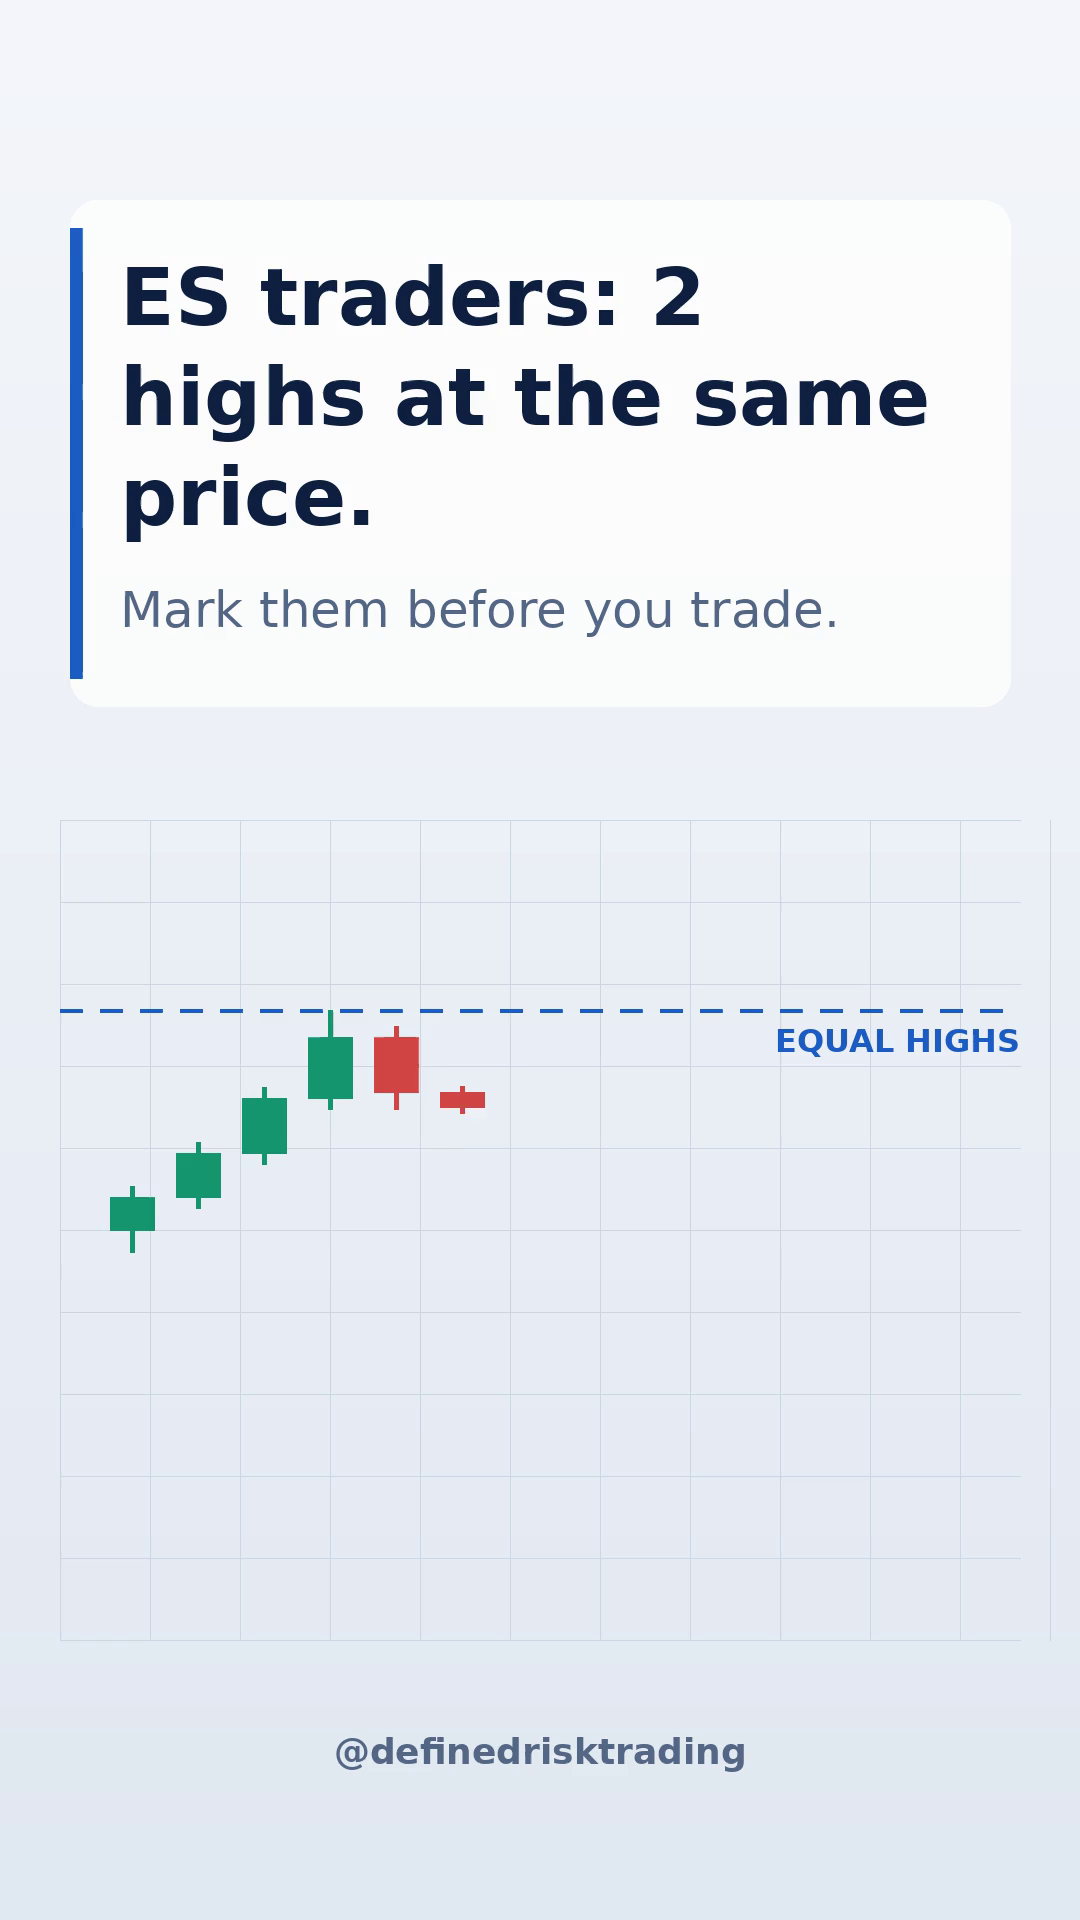 ES traders: 2
highs at the same
price.
Mark them before you trade.
EQUAL HIGHS
@definedrisktrading